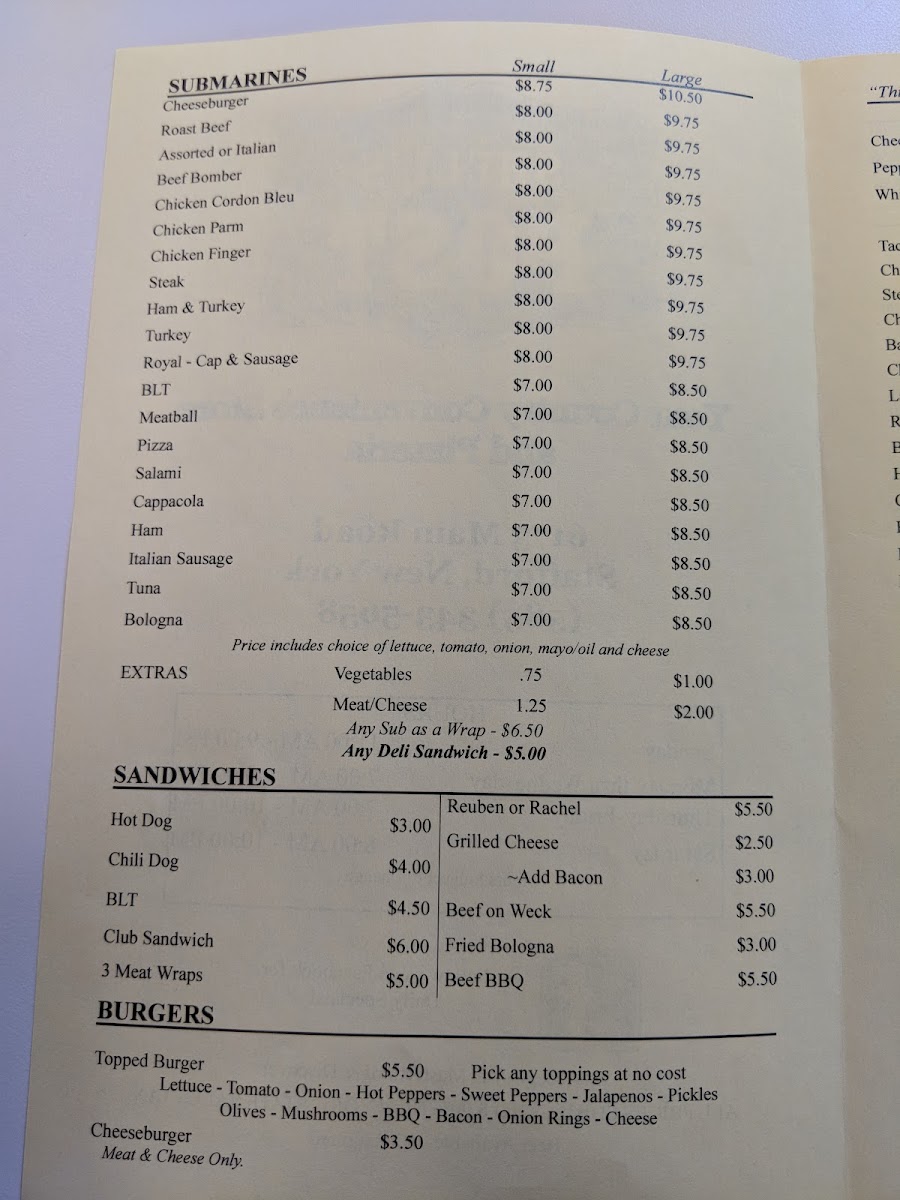 SUBMARINES Small Large
Cheeseburger $8.75 $10.50
Roast Beef $8.00 $9.75
Assorted or Italian $8.00 $9.75
Beef Bomber $8.00 $9.75
Chicken Cordon Bleu $8.00 $9.75
Chicken Parm $8.00 $9.75
Chicken Finger $8.00 $9.75
Steak $8.00 $9.75
Ham & Turkey $8.00 $9.75
Turkey $8.00 $9.75
Royal - Cap & Sausage $8.00 $9.75
BLT $7.00 $8.50
Meatball $7.00 $8.50
Pizza $7.00 $8.50
Salami $7.00 $8.50
Cappacola $7.00 $8.50
Ham $7.00 $8.50
Italian Sausage $7.00 $8.50
Tuna $7.00 $8.50
Bologna $7.00 $8.50
Price includes choice of lettuce, tomato, onion, mayo/oil and cheese
EXTRAS Vegetables .75 $1.00
Meat/Cheese 1.25 $2.00
Any Sub as a Wrap - $6.50
Any Deli Sandwich - $5.00
SANDWICHES
Hot Dog $3.00
Chili Dog $4.00
BLT $4.50
Club Sandwich $6.00
3 Meat Wraps $5.00
Reuben or Rachel $5.50
Grilled Cheese $2.50
~Add Bacon $3.00
Beef on Weck $5.50
Fried Bologna $3.00
Beef BBQ $5.50
BURGERS
Topped Burger $5.50 Pick any toppings at no cost
Lettuce - Tomato - Onion - Hot Peppers - Sweet Peppers - Jalapenos - Pickles
Olives - Mushrooms - BBQ - Bacon - Onion Rings - Cheese
Cheeseburger $3.50
Meat & Cheese Only.